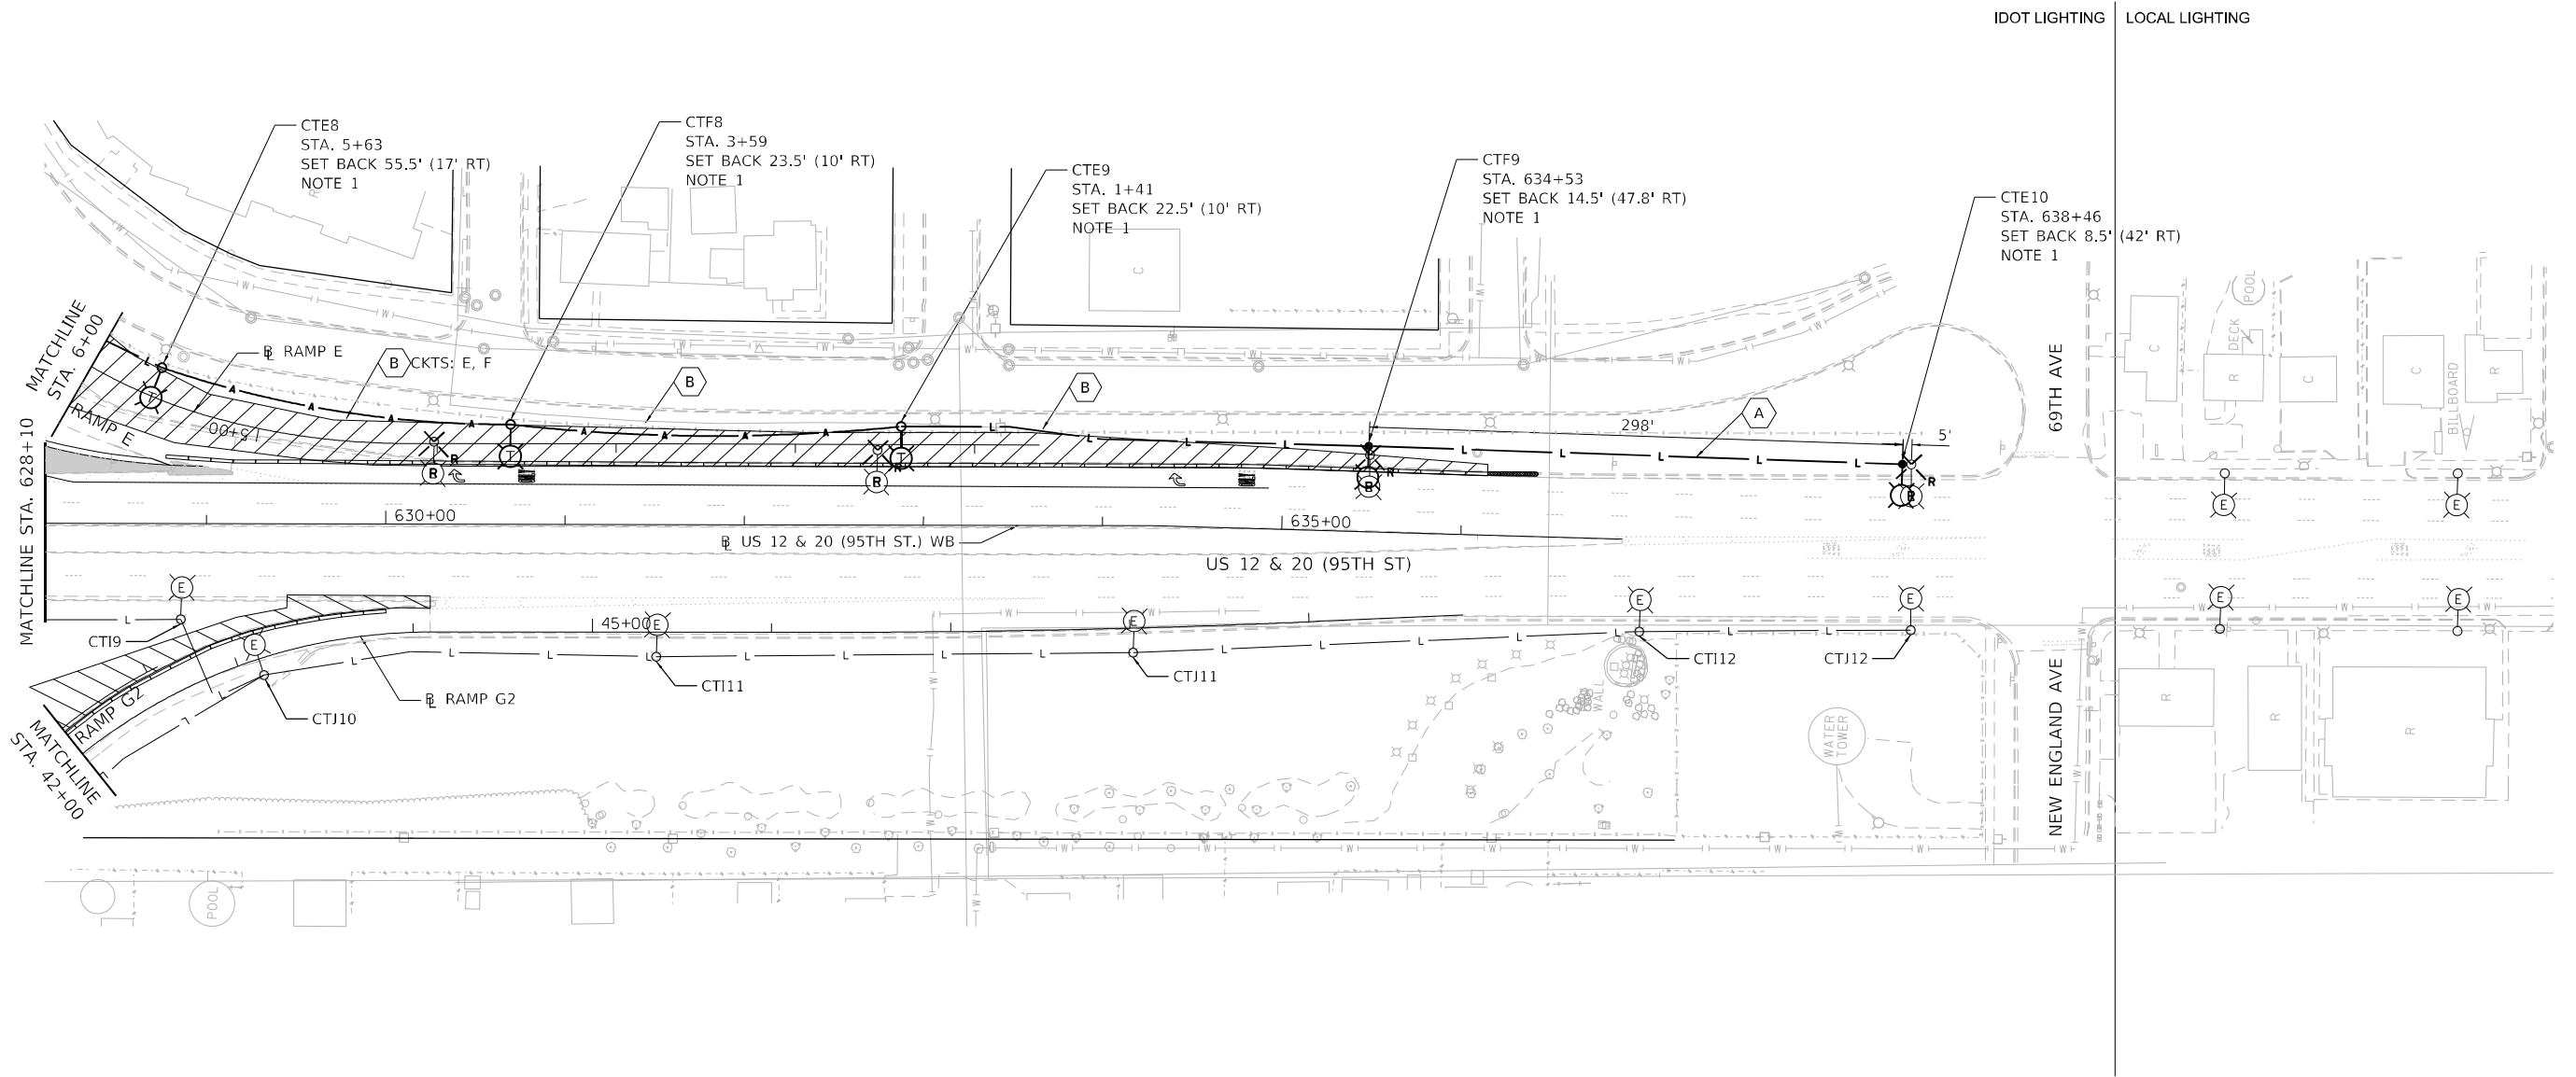 IDOT LIGHTING
LOCAL LIGHTING
CTE8
STA. 5+63
SET BACK 55.5' (17' RT)
NOTE 1
CTF8
STA. 3+59
SET BACK 23.5' (10' RT)
NOTE 1
CTE9
STA. 1+41
SET BACK 22.5' (10' RT)
NOTE 1
CTF9
STA. 634+53
SET BACK 14.5' (47.8' RT)
NOTE 1
CTE10
STA. 638+46
SET BACK 8.5' (42' RT)
NOTE 1
MATCHLINE
STA. 6+00
RAMP E
B CKTS: E, F
B
B
A
298'
5'
RAMP E
MATCHLINE STA. 628+10
630+00
635+00
US 12 & 20 (95TH ST.) WB
US 12 & 20 (95TH ST)
69TH AVE
NEW ENGLAND AVE
POOL
DECK
BILLBOARD
CTI9
CTJ10
45+00
RAMP G2
RAMP G2
MATCHLINE
STA. 42+00
CTI11
CTJ11
CTI12
CTJ12
WALL
WATER
TOWER
POOL